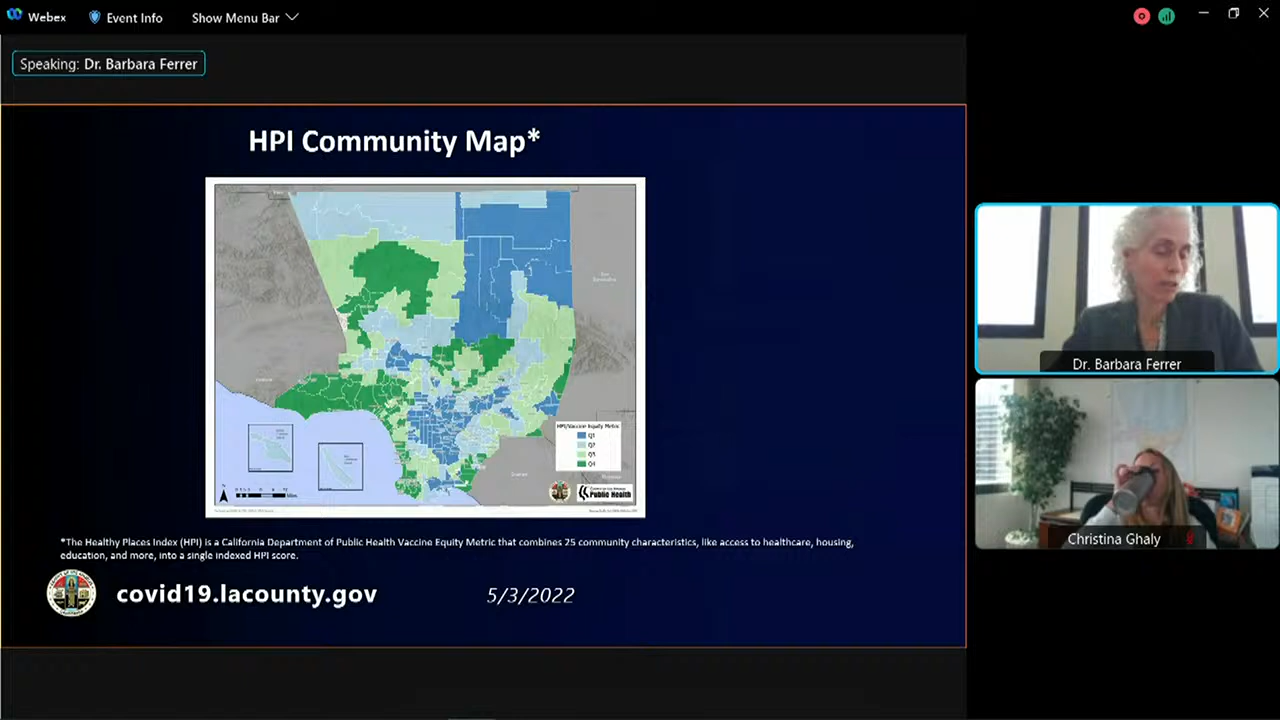 Webex
Event Info
Show Menu Bar
Speaking: Dr. Barbara Ferrer
HPI Community Map*
HPI/Vaccine Equity Metric
Q1
Q2
Q3
Q4
Public Health
*The Healthy Places Index (HPI) is a California Department of Public Health Vaccine Equity Metric that combines 25 community characteristics, like access to healthcare, housing,
education, and more, into a single indexed HPI score.
covid19.lacounty.gov
5/3/2022
Dr. Barbara Ferrer
Christina Ghaly